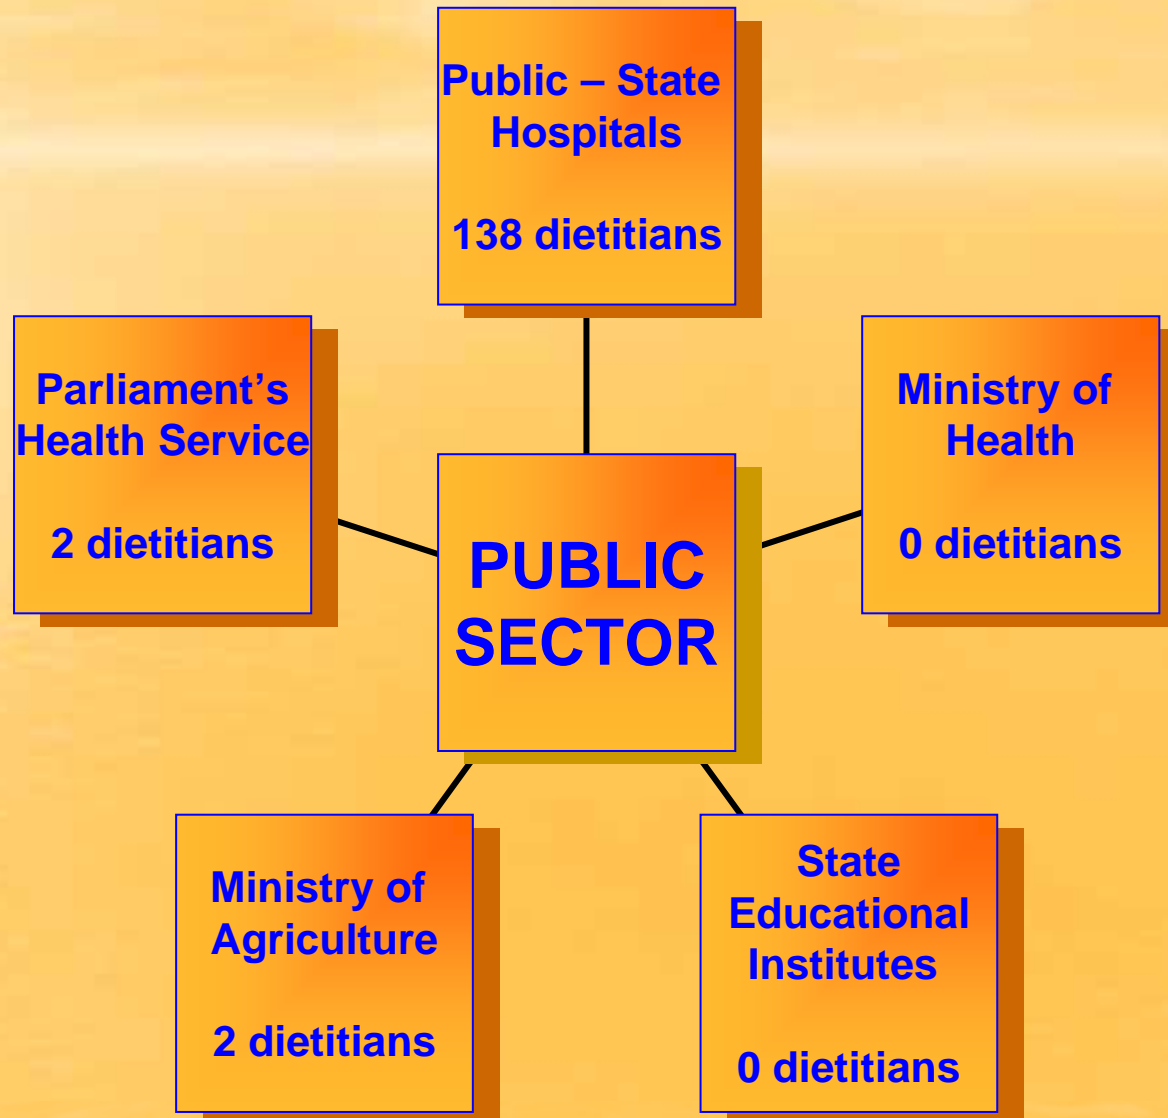 Public – State
Hospitals
138 dietitians
Parliament’s
Health Service
2 dietitians
Ministry of
Health
0 dietitians
PUBLIC
SECTOR
Ministry of
Agriculture
2 dietitians
State
Educational
Institutes
0 dietitians